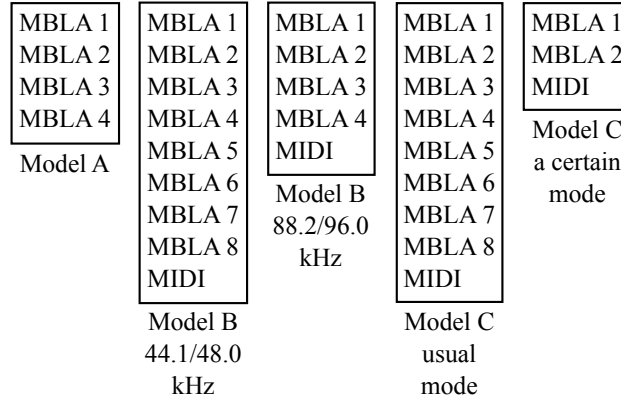 MBLA 1
MBLA 2
MBLA 3
MBLA 4
Model A
MBLA 1
MBLA 2
MBLA 3
MBLA 4
MBLA 5
MBLA 6
MBLA 7
MBLA 8
MIDI
Model B
44.1/48.0
kHz
MBLA 1
MBLA 2
MBLA 3
MBLA 4
MIDI
Model B
88.2/96.0
kHz
MBLA 1
MBLA 2
MBLA 3
MBLA 4
MBLA 5
MBLA 6
MBLA 7
MBLA 8
MIDI
Model C
usual
mode
MBLA 1
MBLA 2
MIDI
Model C
a certain
mode